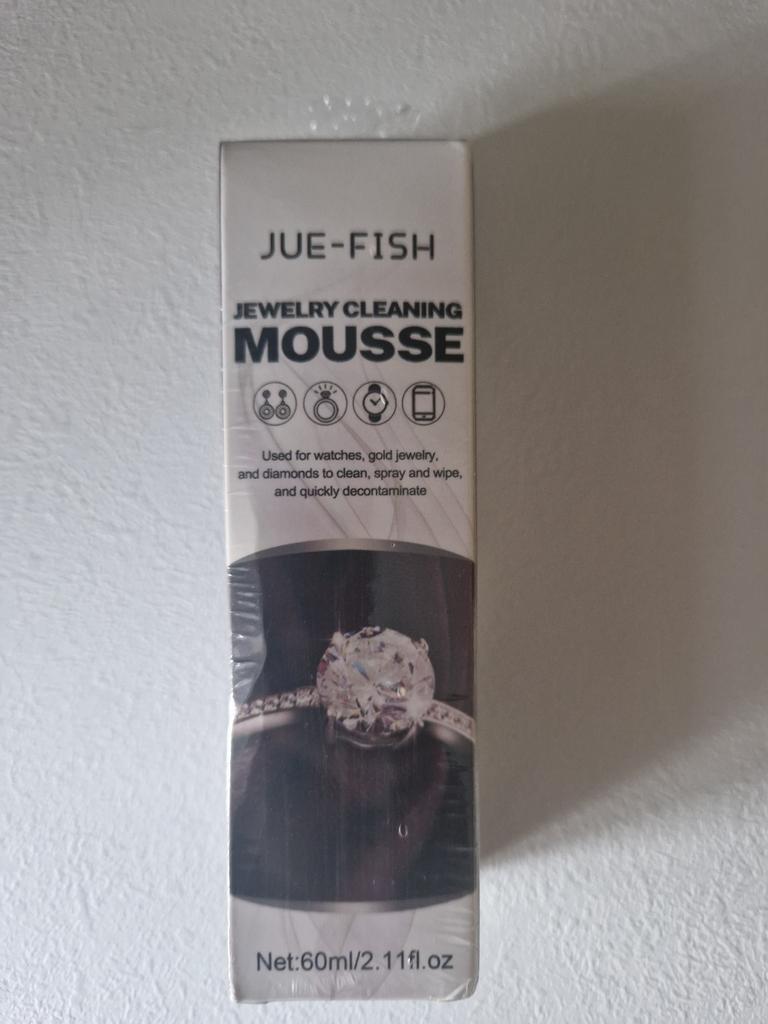 JUE-FISH
JEWELRY CLEANING
MOUSSE
Used for watches, gold jewelry,
and diamonds to clean, spray and wipe,
and quickly decontaminate
Net:60ml/2.11fl.oz